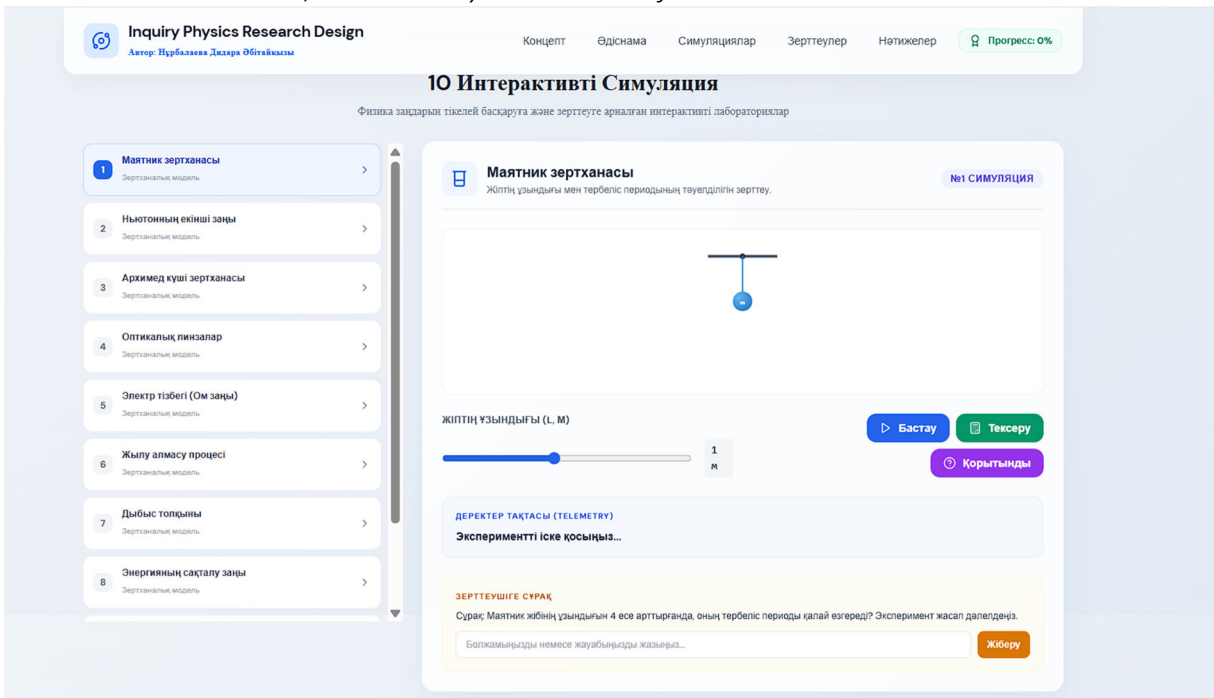 Inquiry Physics Research Design
Автор: Нұрбалаева Дидара Әбітайқызы
Концепт Әдіснама Симуляциялар Зерттеулер Нәтижелер Прогресс: 0%
10 Интерактивті Симуляция
Физика заңдарын тікелей басқаруға және зерттеуге арналған интерактивті лабораториялар
1 Маятник зертханасы
Зертханалық модель
2 Ньютонның екінші заңы
Зертханалық модель
3 Архимед күші зертханасы
Зертханалық модель
4 Оптикалық линзалар
Зертханалық модель
5 Электр тізбегі (Ом заңы)
Зертханалық модель
6 Жылу алмасу процесі
Зертханалық модель
7 Дыбыс толқыны
Зертханалық модель
8 Энергияның сақталу заңы
Зертханалық модель
Маятник зертханасы
Жіптің ұзындығы мен тербеліс периодының тәуелділігін зерттеу.
№1 СИМУЛЯЦИЯ
m
ЖІПТІҢ ҰЗЫНДЫҒЫ (L, М)
1
м
Бастау
Тексеру
Қорытынды
ДЕРЕКТЕР ТАҚТАСЫ (TELEMETRY)
Экспериментті іске қосыңыз...
ЗЕРТТЕУШІГЕ СҰРАҚ
Сұрақ: Маятник жібінің ұзындығын 4 есе арттырғанда, оның тербеліс периоды қалай өзгереді? Эксперимент жасап дәлелдеңіз.
Болжамыңызды немесе жауабыңызды жазыңыз...
Жіберу